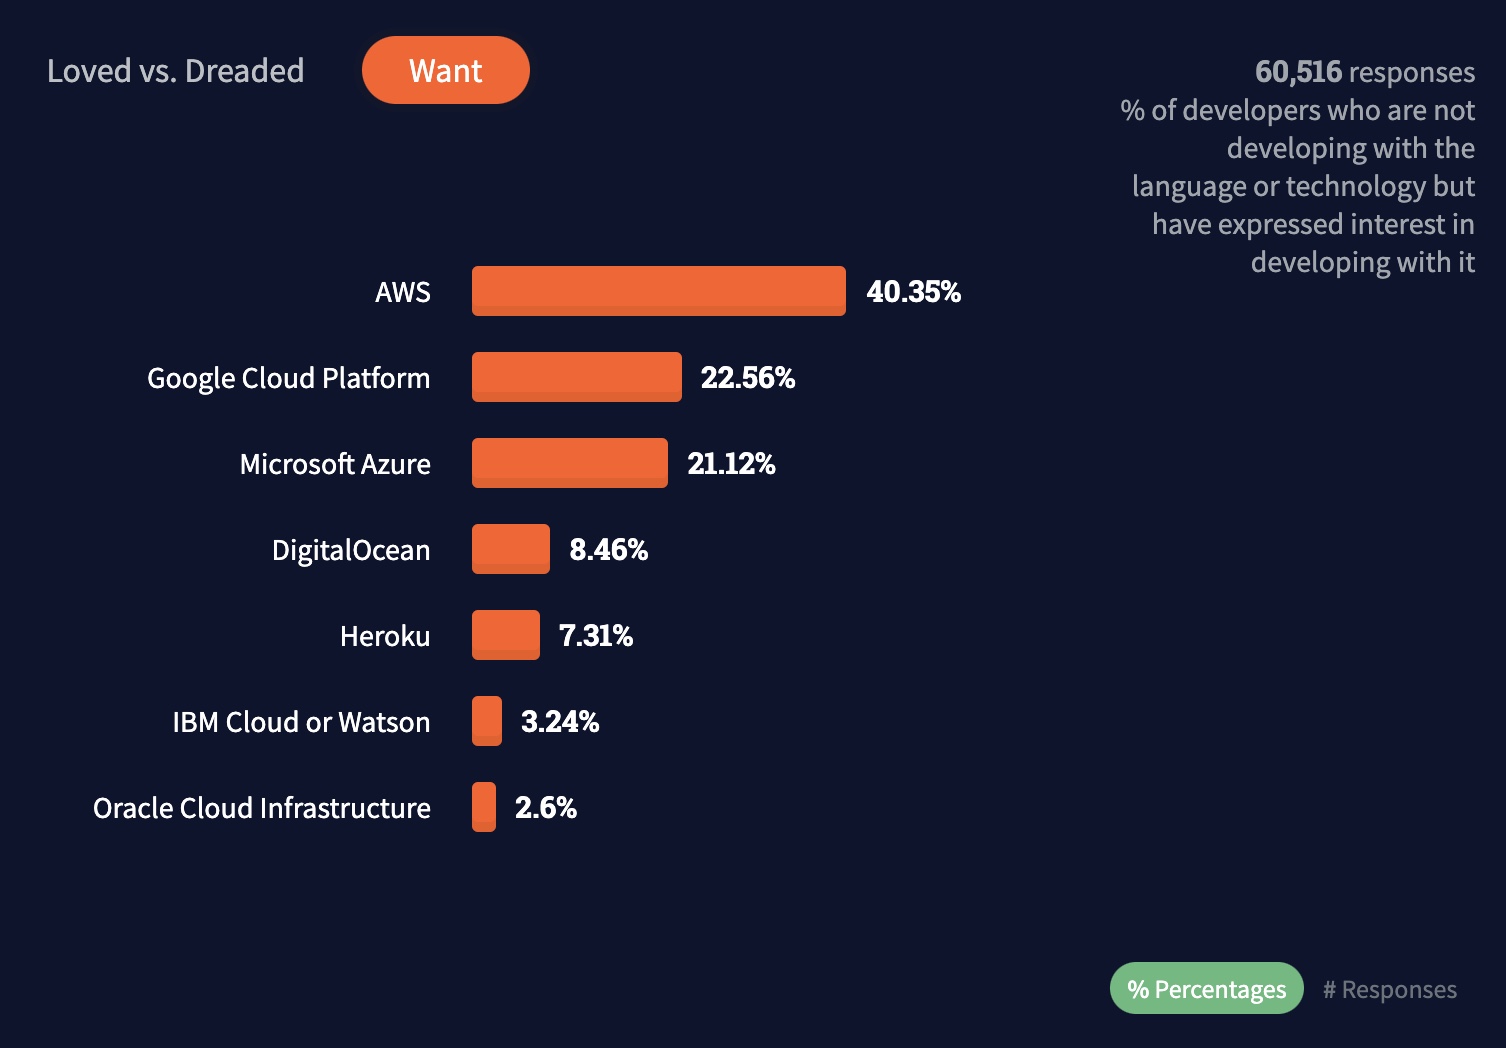 Loved vs. Dreaded
Want
60,516 responses
% of developers who are not
developing with the
language or technology but
have expressed interest in
developing with it
AWS 40.35%
Google Cloud Platform 22.56%
Microsoft Azure 21.12%
DigitalOcean 8.46%
Heroku 7.31%
IBM Cloud or Watson 3.24%
Oracle Cloud Infrastructure 2.6%
% Percentages
# Responses